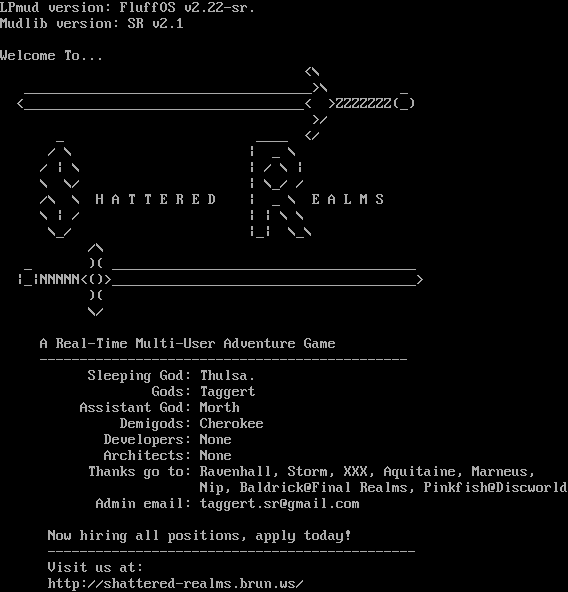 LPmud version: FluffOS v2.22-sr.
Mudlib version: SR v2.1
Welcome To...
S HATTERED R EALMS
A Real-Time Multi-User Adventure Game
Sleeping God: Thulsa.
Gods: Taggert
Assistant God: Morth
Demigods: Cherokee
Developers: None
Architects: None
Thanks go to: Ravenhall, Storm, XXX, Aquitaine, Marneus,
Nip, Baldrick@Final Realms, Pinkfish@Discworld
Admin email: taggert.sr@gmail.com
Now hiring all positions, apply today!
Visit us at:
http://shattered-realms.brun.ws/